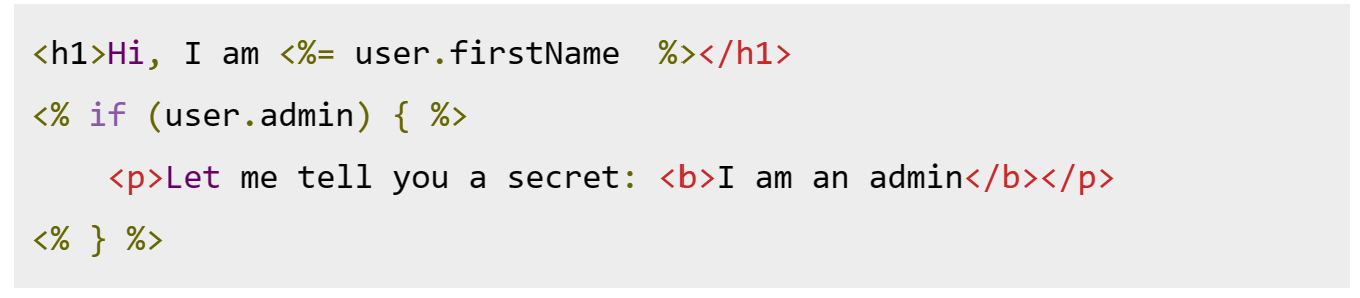 <h1>Hi, I am <%= user.firstName  %></h1>
<% if (user.admin) { %>
    <p>Let me tell you a secret: <b>I am an admin</b></p>
<% } %>